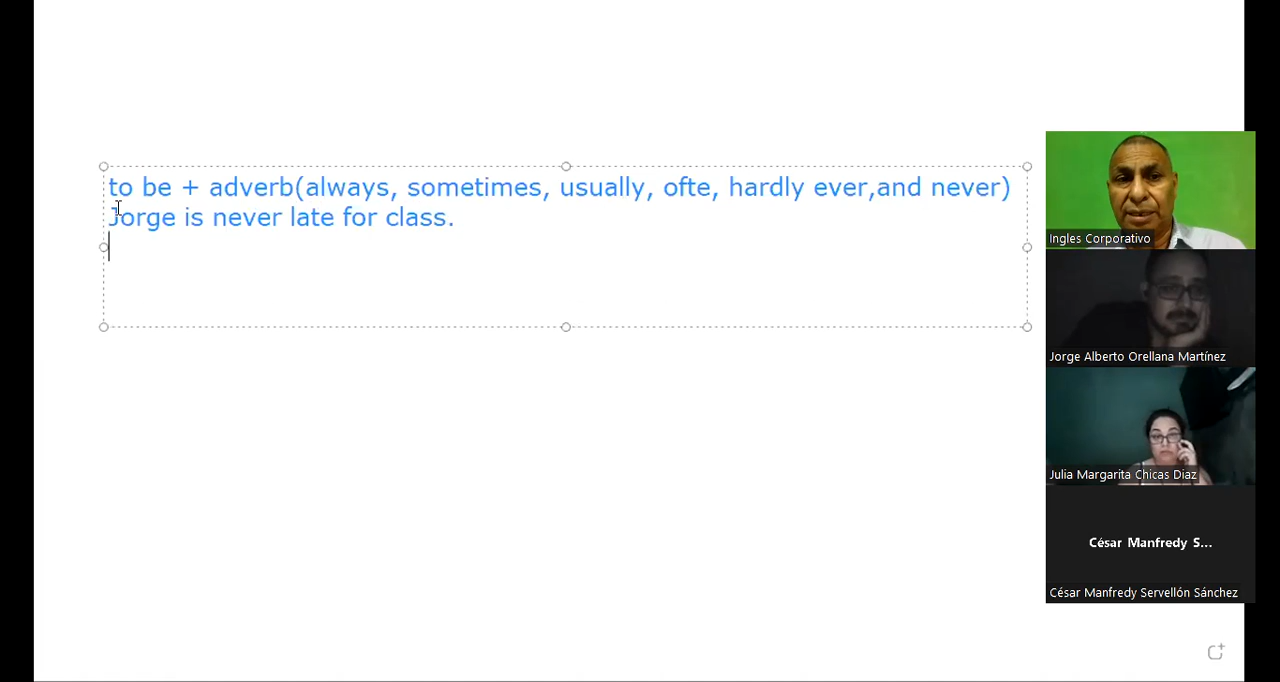 to be + adverb(always, sometimes, usually, ofte, hardly ever,and never)
Jorge is never late for class.
Ingles Corporativo
Jorge Alberto Orellana Martínez
Julia Margarita Chicas Diaz
César Manfredy S...
César Manfredy Servellón Sánchez